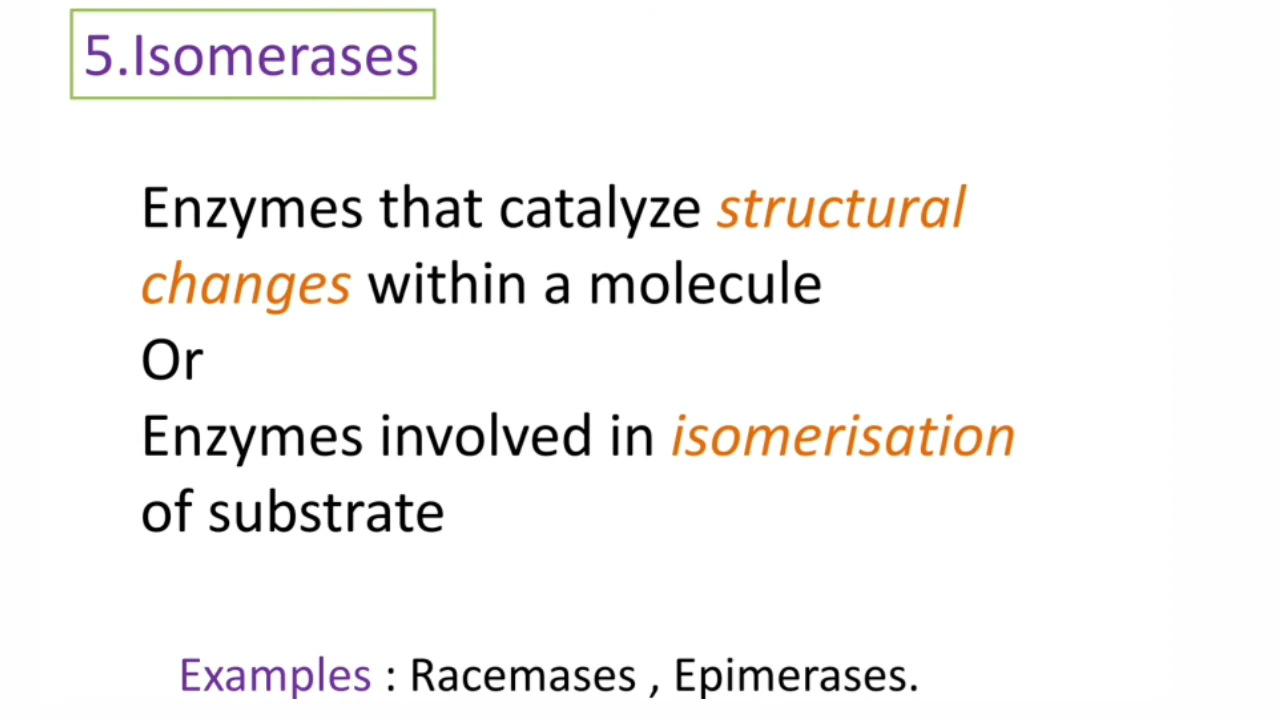 5.Isomerases
Enzymes that catalyze structural
changes within a molecule
Or
Enzymes involved in isomerisation
of substrate
Examples : Racemases , Epimerases.